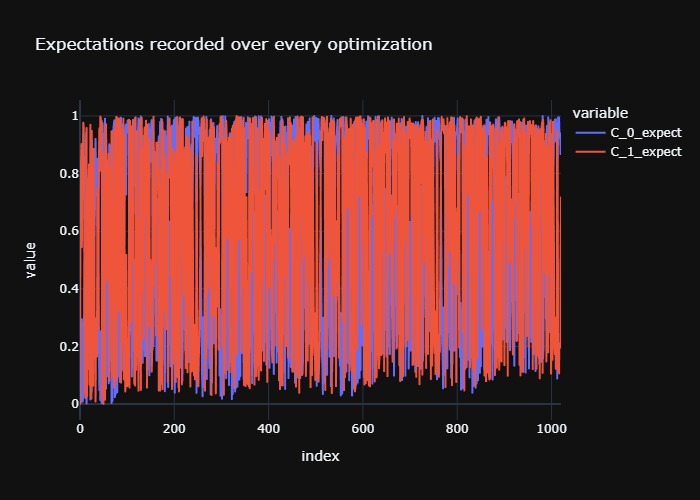 Expectations recorded over every optimization
variable
C_0_expect
C_1_expect
value
1
0.8
0.6
0.4
0.2
0
0 200 400 600 800 1000
index